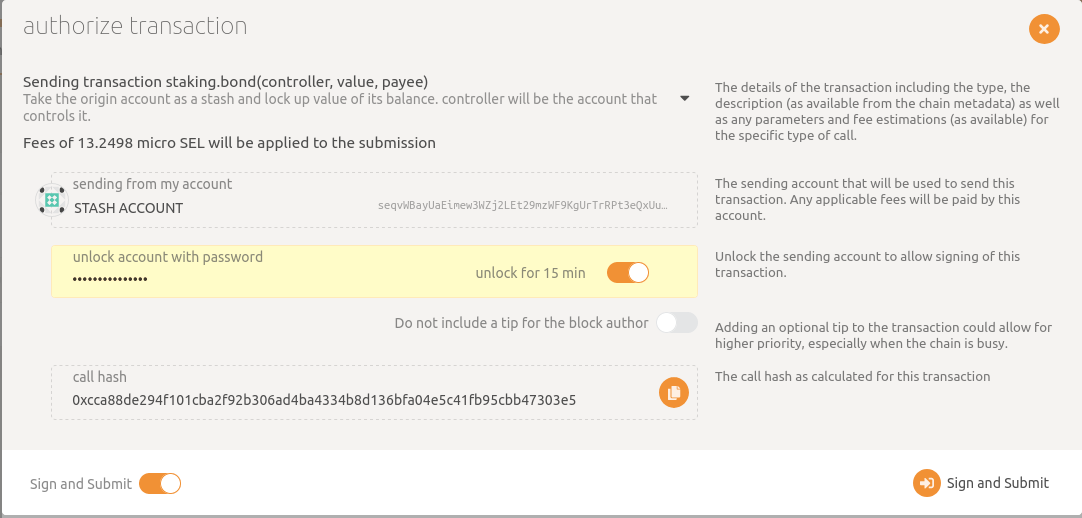 authorize transaction
Sending transaction staking.bond(controller, value, payee)
Take the origin account as a stash and lock up value of its balance. controller will be the account that
controls it.
Fees of 13.2498 micro SEL will be applied to the submission
The details of the transaction including the type, the
description (as available from the chain metadata) as well
as any parameters and fee estimations (as available) for
the specific type of call.
sending from my account
STASH ACCOUNT
seqvWBayUaEimew3WZj2LEt29mzWF9KgUrTrRPt3eQxUu…
The sending account that will be used to send this
transaction. Any applicable fees will be paid by this
account.
unlock account with password
•••••••••••••••
unlock for 15 min
Unlock the sending account to allow signing of this
transaction.
Do not include a tip for the block author
Adding an optional tip to the transaction could allow for
higher priority, especially when the chain is busy.
call hash
0xcca88de294f101cba2f92b306ad4ba4334b8d136bfa04e5c41fb95cbb47303e5
The call hash as calculated for this transaction
Sign and Submit
Sign and Submit